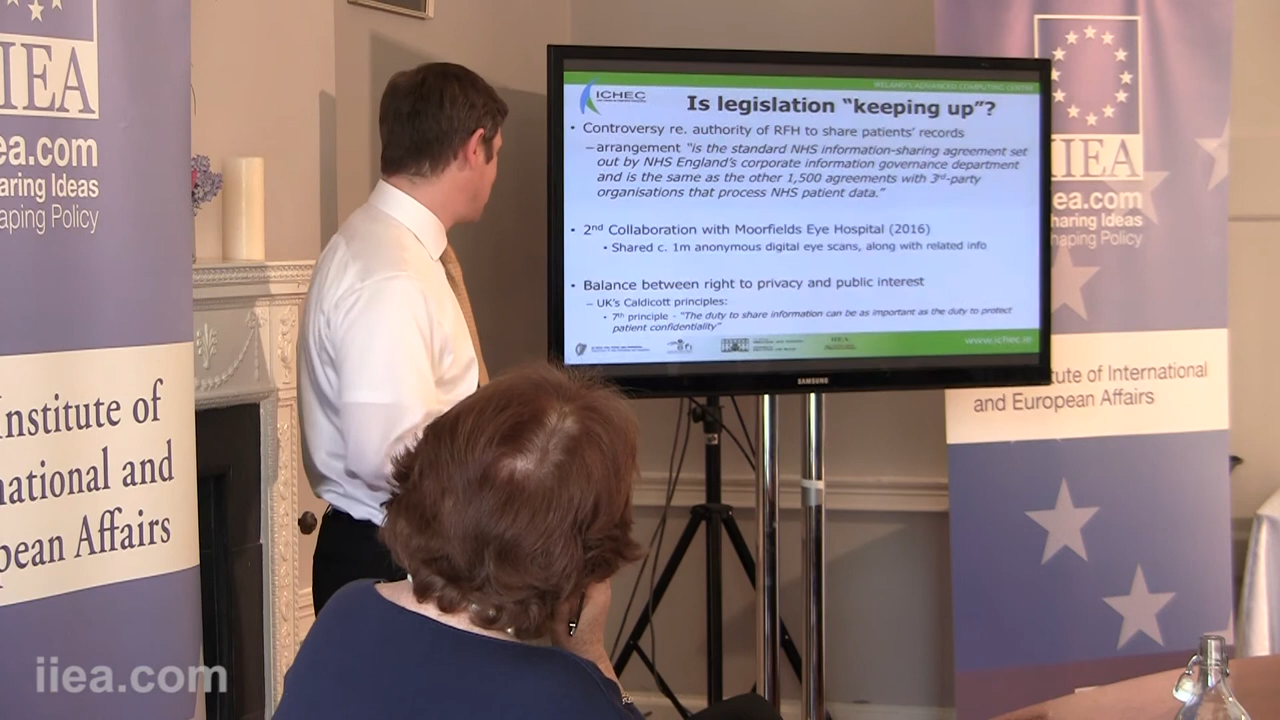 IIEA
ea.com
haring Ideas
haping Policy
Institute of
national and
pean Affairs
iiea.com
IRELAND'S ADVANCED COMPUTING CENTRE
ICHEC
Is legislation “keeping up”?
• Controversy re. authority of RFH to share patients’ records
– arrangement “is the standard NHS information-sharing agreement set
out by NHS England’s corporate information governance department
and is the same as the other 1,500 agreements with 3rd-party
organisations that process NHS patient data.”
• 2nd Collaboration with Moorfields Eye Hospital (2016)
• Shared c. 1m anonymous digital eye scans, along with related info
• Balance between right to privacy and public interest
– UK’s Caldicott principles:
• 7th principle - “The duty to share information can be as important as the duty to protect
patient confidentiality”
www.ichec.ie
SAMSUNG
IIEA
ea.com
haring Ideas
haping Policy
tute of International
and European Affairs